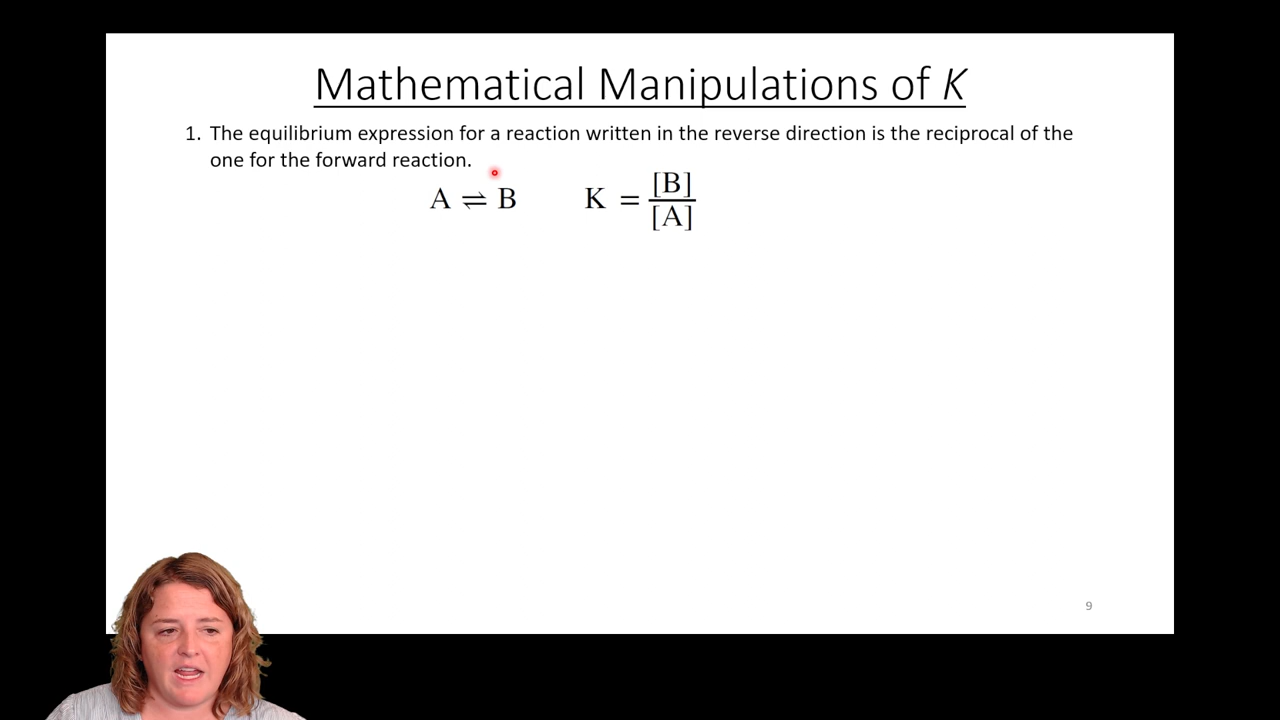 Mathematical Manipulations of K
1. The equilibrium expression for a reaction written in the reverse direction is the reciprocal of the
one for the forward reaction.
A ⇌ B K = [B]/[A]
9